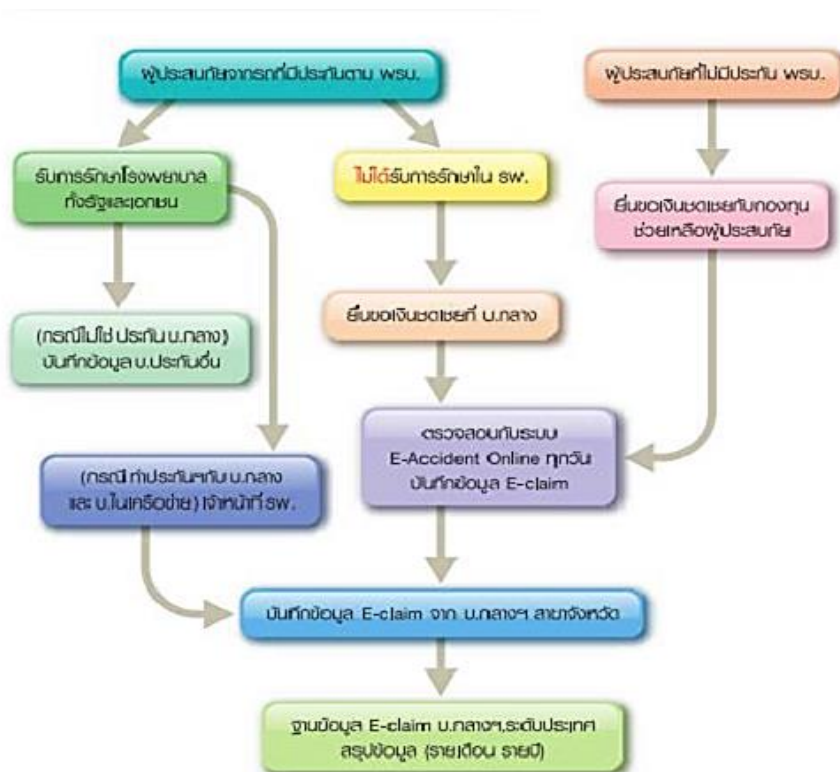 ผู้ประสบภัยจากรถที่มีประกันตาม พรบ.
ผู้ประสบภัยที่ไม่มีประกัน พรบ.
รับการรักษาโรงพยาบาล
ทั้งรัฐและเอกชน
ไม่ได้รับการรักษาใน รพ.
ยื่นขอเงินชดเชยกับกองทุน
ช่วยเหลือผู้ประสบภัย
(กรณีไม่ใช่ ประกัน บ.กลาง)
บันทึกข้อมูล บ.ประกันอื่น
ยื่นขอเงินชดเชยที่ บ.กลาง
(กรณี ทำประกันฯกับ บ.กลาง
และ บ.ในเครือข่าย) เจ้าหน้าที่ รพ.
ตรวจสอบกับระบบ
E-Accident Online ทุกวัน
บันทึกข้อมูล E-claim
บันทึกข้อมูล E-claim จาก บ.กลางฯ สาขาจังหวัด
ฐานข้อมูล E-claim บ.กลางฯ,ระดับประเทศ
สรุปข้อมูล (รายเดือน รายปี)